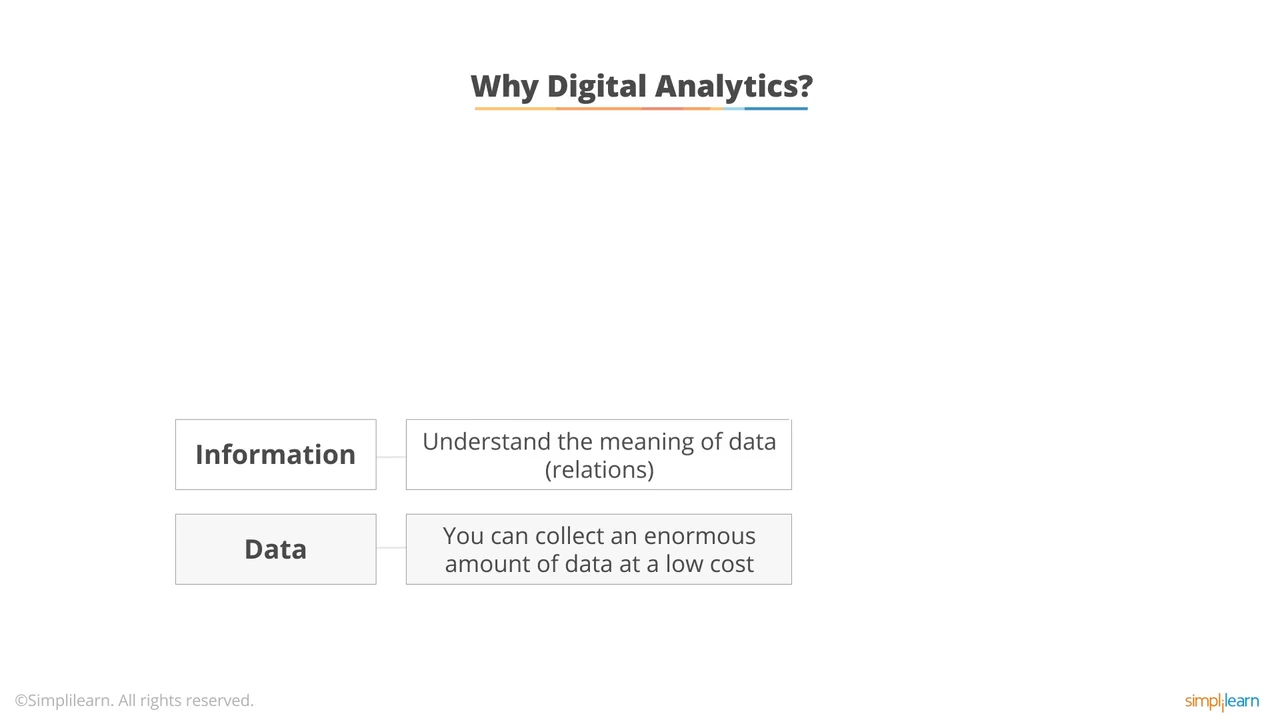 Why Digital Analytics?
Information
Understand the meaning of data
(relations)
Data
You can collect an enormous
amount of data at a low cost
©Simplilearn. All rights reserved.
simplilearn